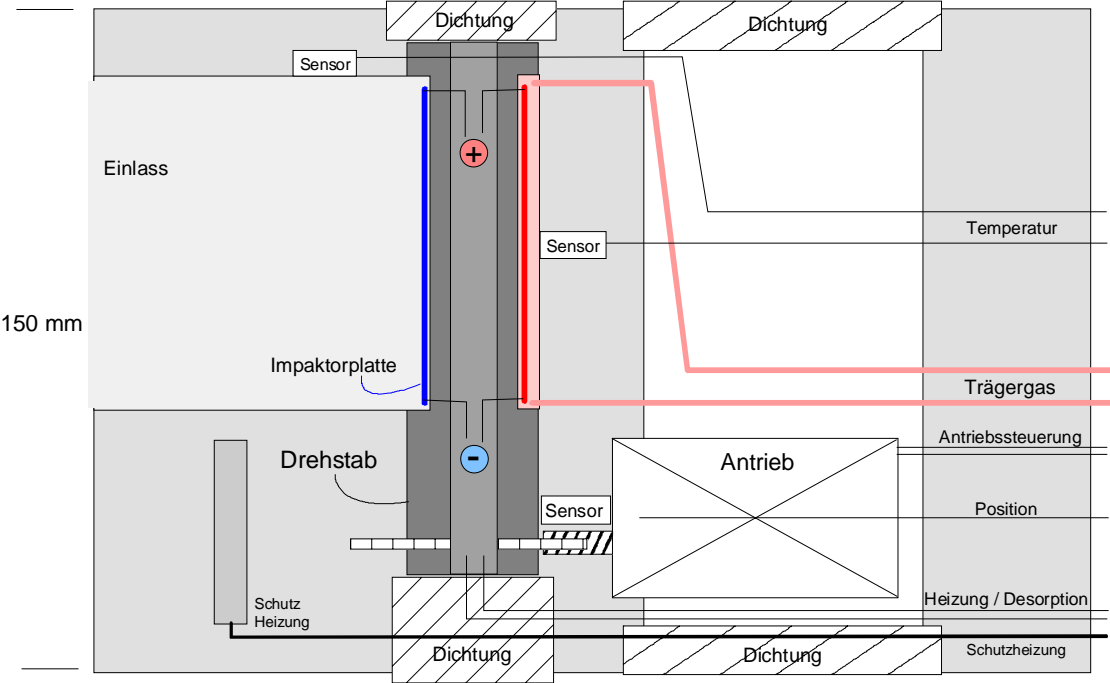 Dichtung
Dichtung
Sensor
+
Einlass
Temperatur
Sensor
150 mm
Impaktorplatte
Trägergas
Antriebssteuerung
Drehstab
-
Antrieb
Sensor
Position
Schutz
Heizung
Heizung / Desorption
Dichtung
Dichtung
Schutzheizung